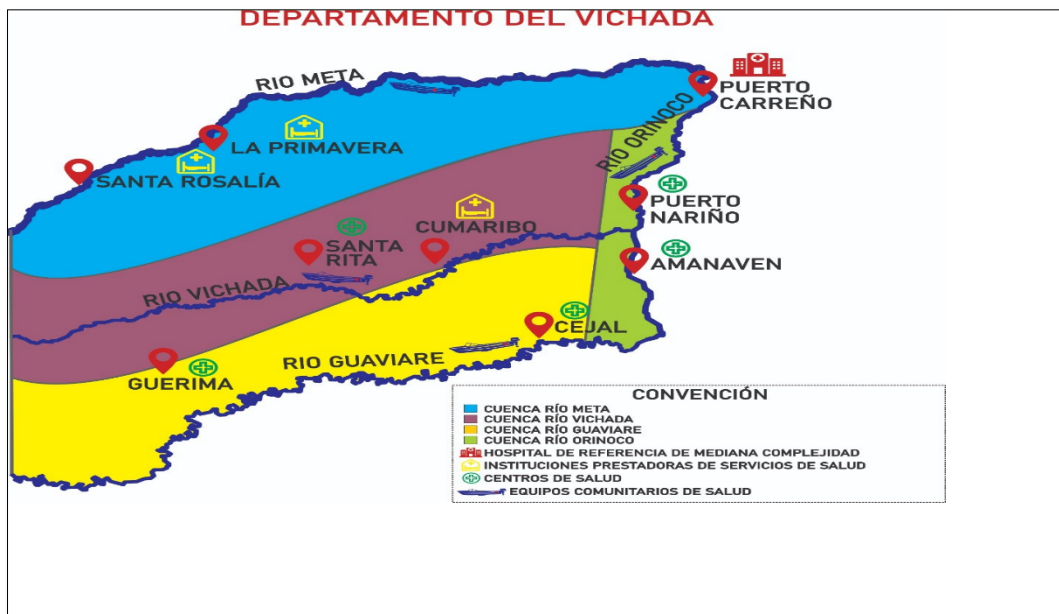 DEPARTAMENTO DEL VICHADA
RIO META
PUERTO
CARREÑO
RIO ORINOCO
LA PRIMAVERA
SANTA ROSALÍA
PUERTO
NARIÑO
CUMARIBO
SANTA
RITA
AMANAVEN
RIO VICHADA
CEJAL
RIO GUAVIARE
GUERIMA
CONVENCIÓN
CUENCA RÍO META
CUENCA RÍO VICHADA
CUENCA RÍO GUAVIARE
CUENCA RÍO ORINOCO
HOSPITAL DE REFERENCIA DE MEDIANA COMPLEJIDAD
INSTITUCIONES PRESTADORAS DE SERVICIOS DE SALUD
CENTROS DE SALUD
EQUIPOS COMUNITARIOS DE SALUD